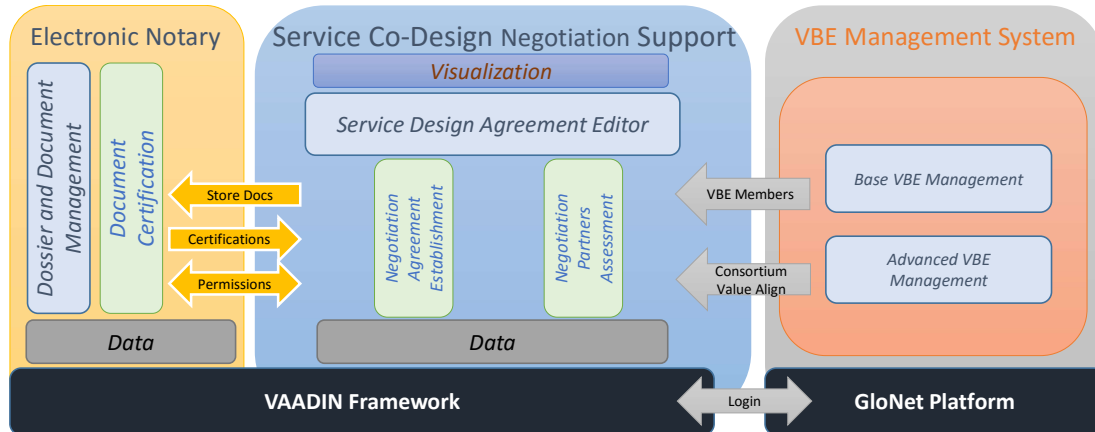 Electronic Notary
Dossier and Document
Management
Document
Certification
Data
Store Docs
Certifications
Permissions
Service Co-Design Negotiation Support
Visualization
Service Design Agreement Editor
Negotiation
Agreement
Establishment
Negotiation
Partners
Assessment
Data
VBE Members
Consortium
Value Align
VBE Management System
Base VBE Management
Advanced VBE
Management
VAADIN Framework
Login
GloNet Platform